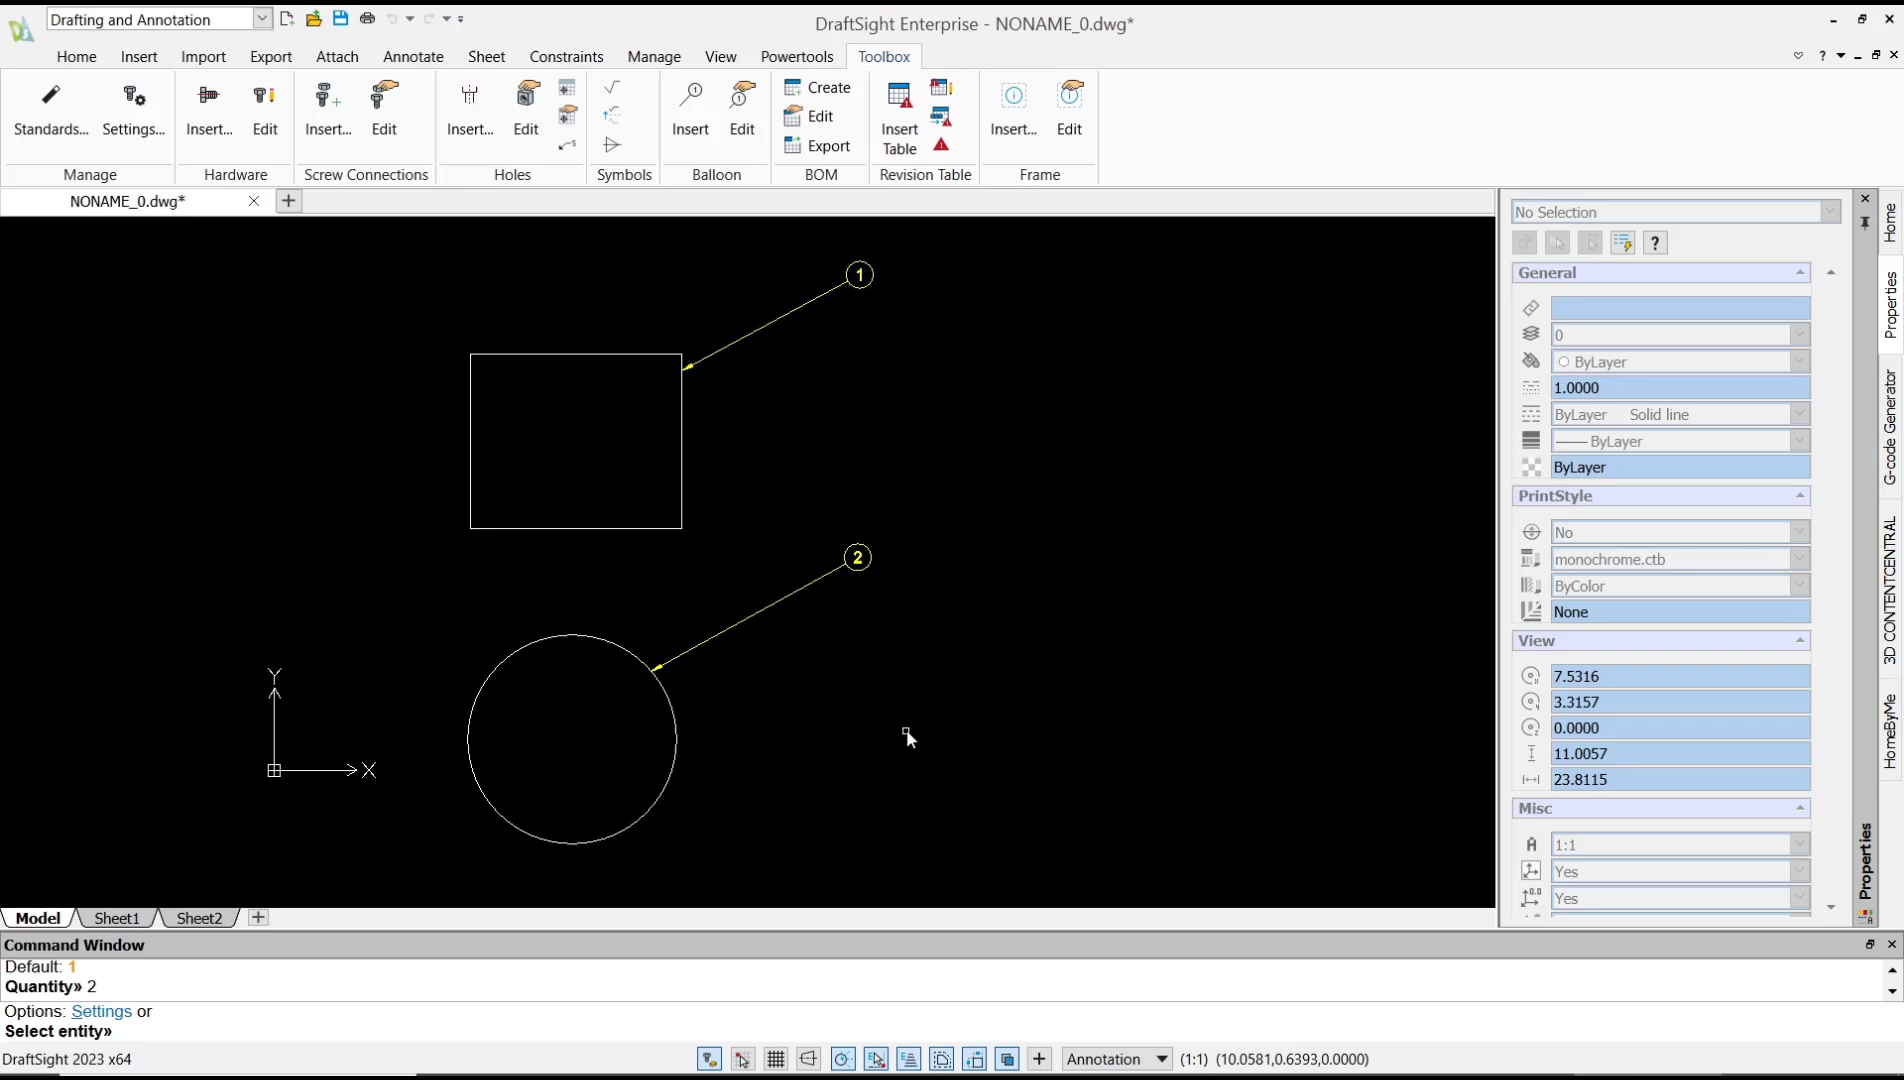 Drafting and Annotation
DraftSight Enterprise - NONAME_0.dwg*
Home Insert Import Export Attach Annotate Sheet Constraints Manage View Powertools Toolbox
?
Standards... Settings... Insert... Edit Insert... Edit Insert... Edit Insert Edit Create Edit Export Insert Table Insert... Edit
Manage Hardware Screw Connections Holes Symbols Balloon BOM Revision Table Frame
NONAME_0.dwg*
1
2
Y
X
No Selection
?
General
0
ByLayer
1.0000
ByLayer Solid line
ByLayer
ByLayer
PrintStyle
No
monochrome.ctb
ByColor
None
View
7.5316
3.3157
0.0000
11.0057
23.8115
Misc
1:1
Yes
Yes
Home
Properties
G-code Generator
3D CONTENTCENTRAL
HomeByMe
Properties
Model Sheet1 Sheet2
Command Window
Default: 1
Quantity» 2
Options: Settings or
Select entity»
DraftSight 2023 x64
Annotation (1:1) (10.0581,0.6393,0.0000)